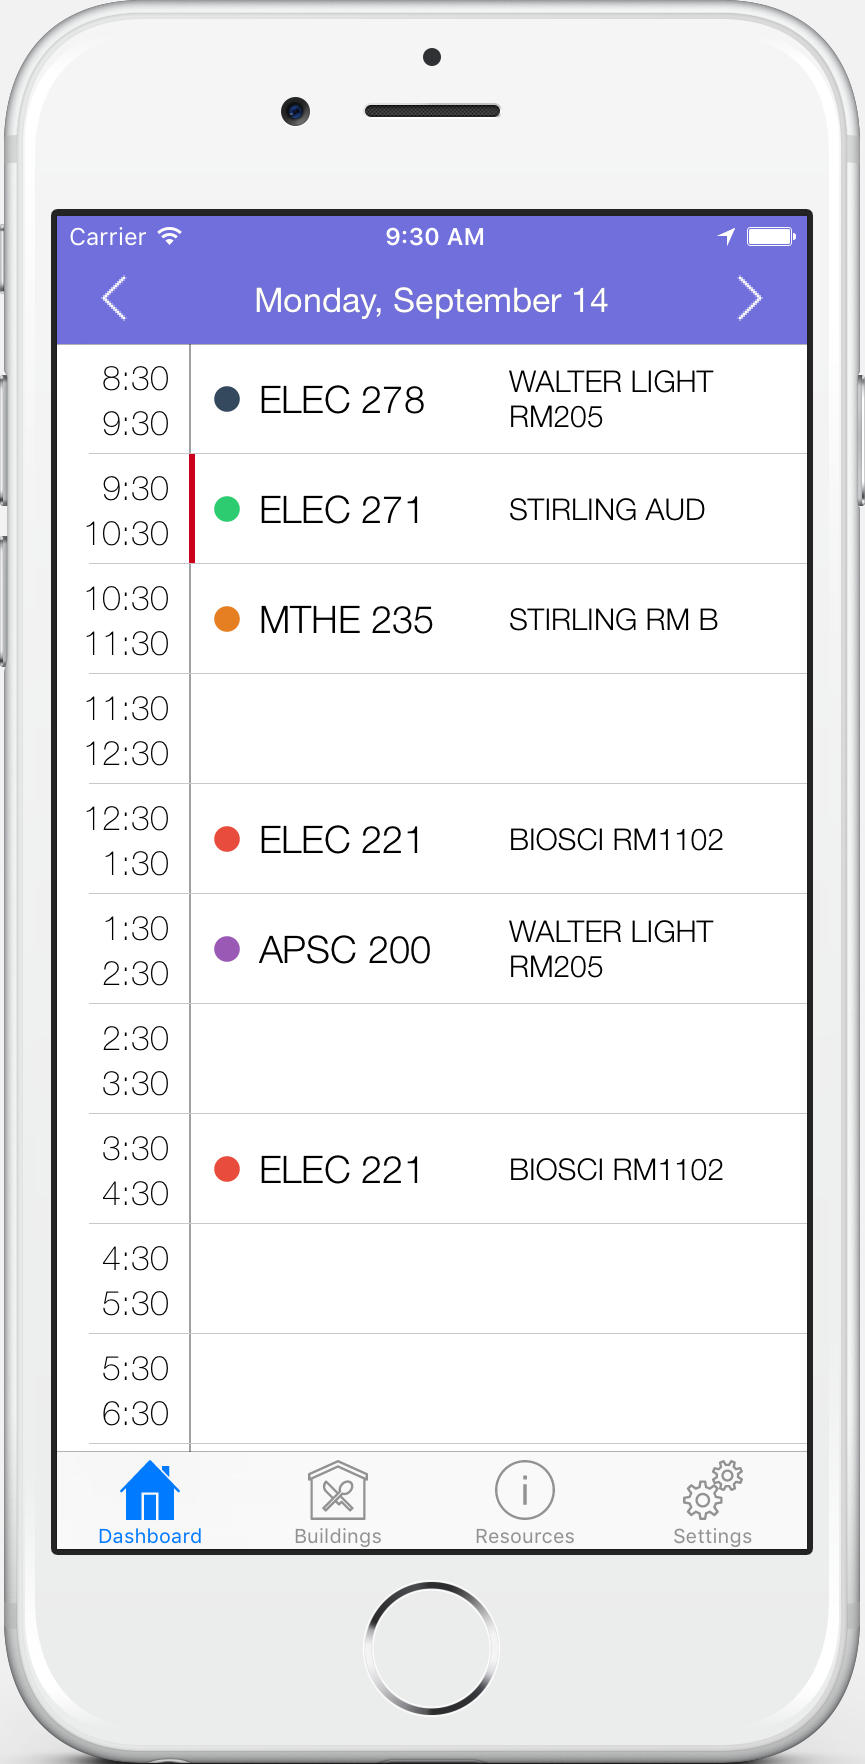 Carrier 9:30 AM
Monday, September 14
8:30
9:30
ELEC 278
WALTER LIGHT
RM205
9:30
10:30
ELEC 271
STIRLING AUD
10:30
11:30
MTHE 235
STIRLING RM B
11:30
12:30
12:30
1:30
ELEC 221
BIOSCI RM1102
1:30
2:30
APSC 200
WALTER LIGHT
RM205
2:30
3:30
3:30
4:30
ELEC 221
BIOSCI RM1102
4:30
5:30
5:30
6:30
Dashboard Buildings Resources Settings